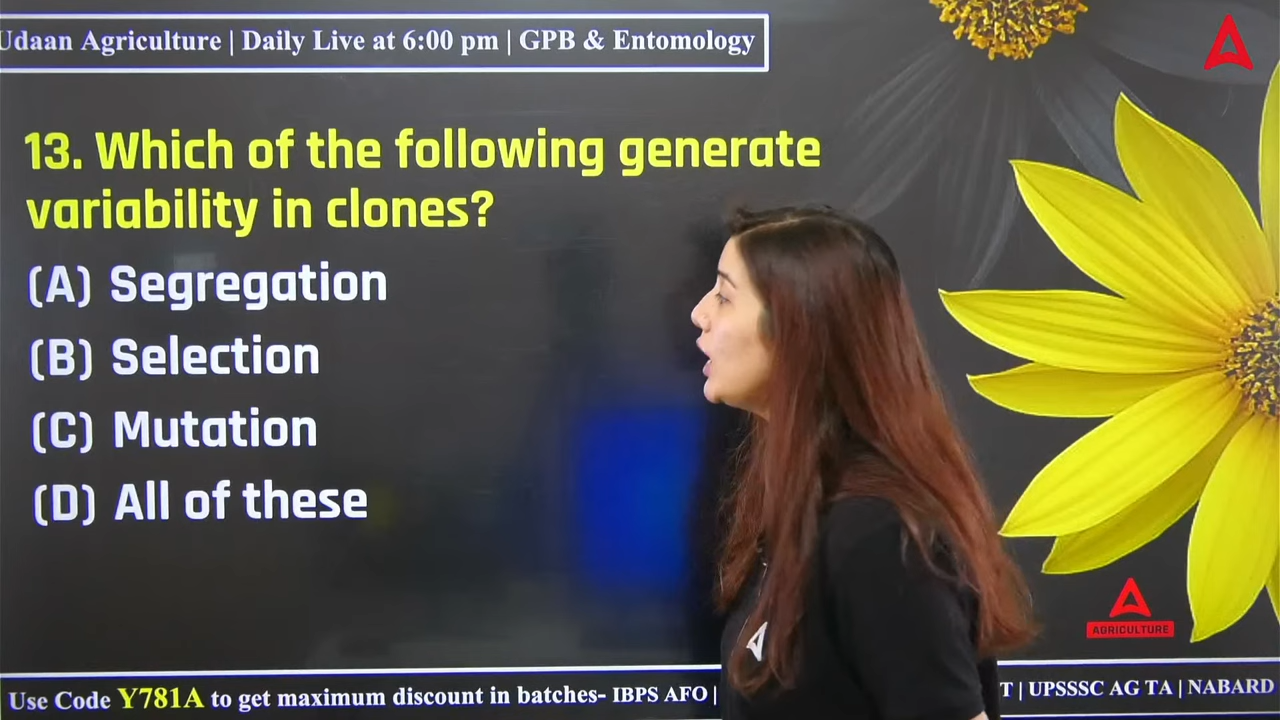 Udaan Agriculture | Daily Live at 6:00 pm | GPB & Entomology
13. Which of the following generate
variability in clones?
(A) Segregation
(B) Selection
(C) Mutation
(D) All of these
AGRICULTURE
Use Code Y781A to get maximum discount in batches- IBPS AFO | T | UPSSSC AG TA | NABARD